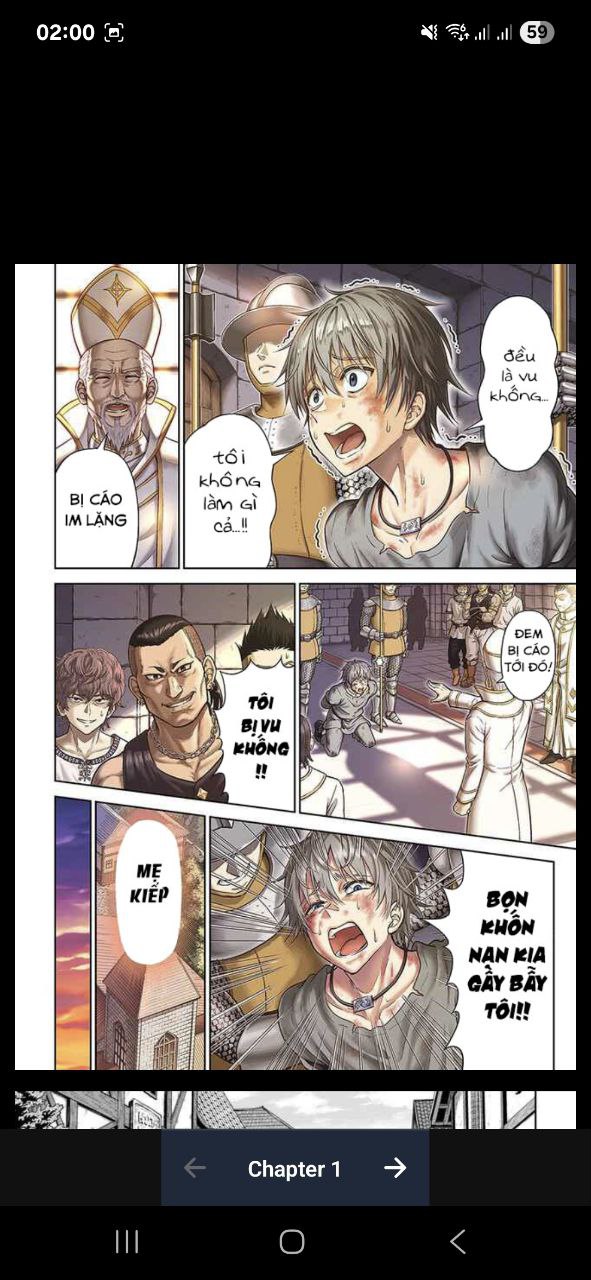 02:00
59
đều
là vu
khống...
tôi
không
làm gì
cả...!!
BỊ CÁO
IM LẶNG
ĐEM
BỊ CÁO
TỚI ĐÓ!
TÔI
BỊ VU
KHỐNG
!!
BỌN
KHỐN
NẠN KIA
GÀY BẪY
TÔI!!
MẸ
KIẾP
Chapter 1